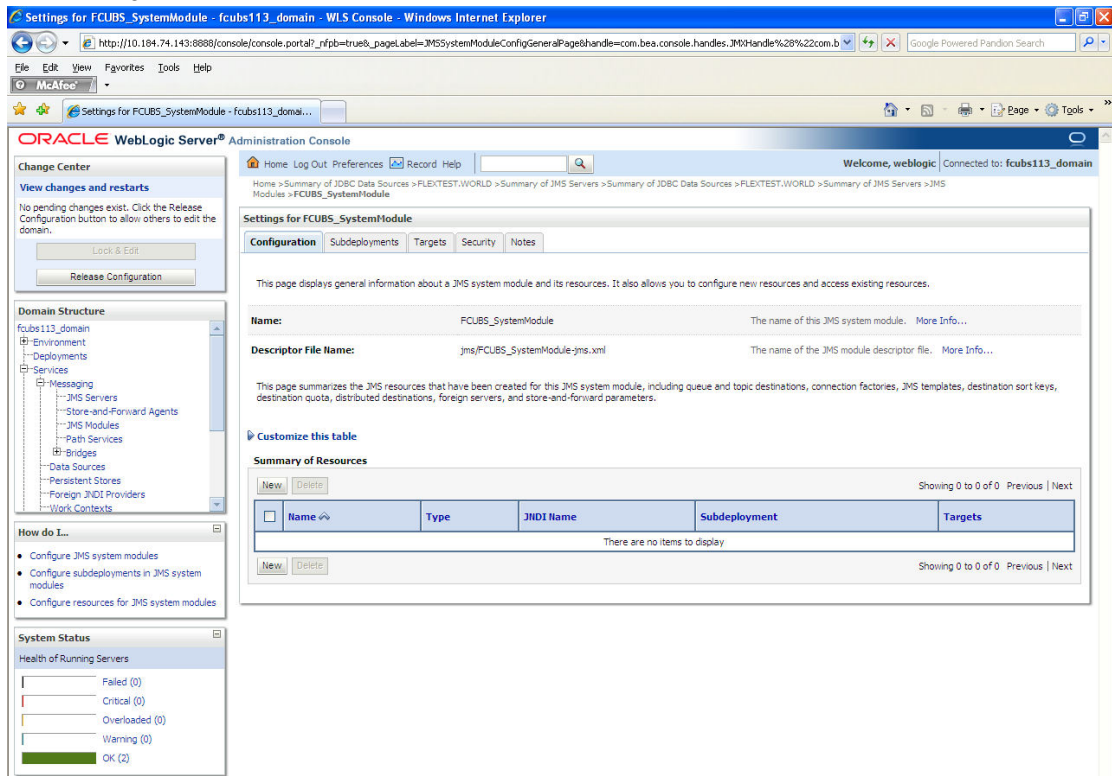 Settings for FCUBS_SystemModule - fcubs113_domain - WLS Console - Windows Internet Explorer
http://10.184.74.143:8888/console/console.portal?_nfpb=true&_pageLabel=JMSSystemModuleConfigGeneralPage&handle=com.bea.console.handles.JMXHandle%28%22com.b
Google Powered Pandion Search
File Edit View Favorites Tools Help
McAfee
Settings for FCUBS_SystemModule - fcubs113_domai...
Page Tools
ORACLE WebLogic Server® Administration Console
Change Center
View changes and restarts
No pending changes exist. Click the Release
Configuration button to allow others to edit the
domain.
Lock & Edit
Release Configuration
Domain Structure
fcubs113_domain
Environment
Deployments
Services
Messaging
JMS Servers
Store-and-Forward Agents
JMS Modules
Path Services
Bridges
Data Sources
Persistent Stores
Foreign JNDI Providers
Work Contexts
How do I...
Configure JMS system modules
Configure subdeployments in JMS system
modules
Configure resources for JMS system modules
System Status
Health of Running Servers
Failed (0)
Critical (0)
Overloaded (0)
Warning (0)
OK (2)
Home Log Out Preferences Record Help
Welcome, weblogic Connected to: fcubs113_domain
Home >Summary of JDBC Data Sources >FLEXTEST.WORLD >Summary of JMS Servers >Summary of JDBC Data Sources >FLEXTEST.WORLD >Summary of JMS Servers >JMS
Modules >FCUBS_SystemModule
Settings for FCUBS_SystemModule
Configuration Subdeployments Targets Security Notes
This page displays general information about a JMS system module and its resources. It also allows you to configure new resources and access existing resources.
Name: FCUBS_SystemModule The name of this JMS system module. More Info...
Descriptor File Name: jms/FCUBS_SystemModule-jms.xml The name of the JMS module descriptor file. More Info...
This page summarizes the JMS resources that have been created for this JMS system module, including queue and topic destinations, connection factories, JMS templates, destination sort keys,
destination quota, distributed destinations, foreign servers, and store-and-forward parameters.
Customize this table
Summary of Resources
New Delete Showing 0 to 0 of 0 Previous | Next
Name Type JNDI Name Subdeployment Targets
There are no items to display
New Delete Showing 0 to 0 of 0 Previous | Next